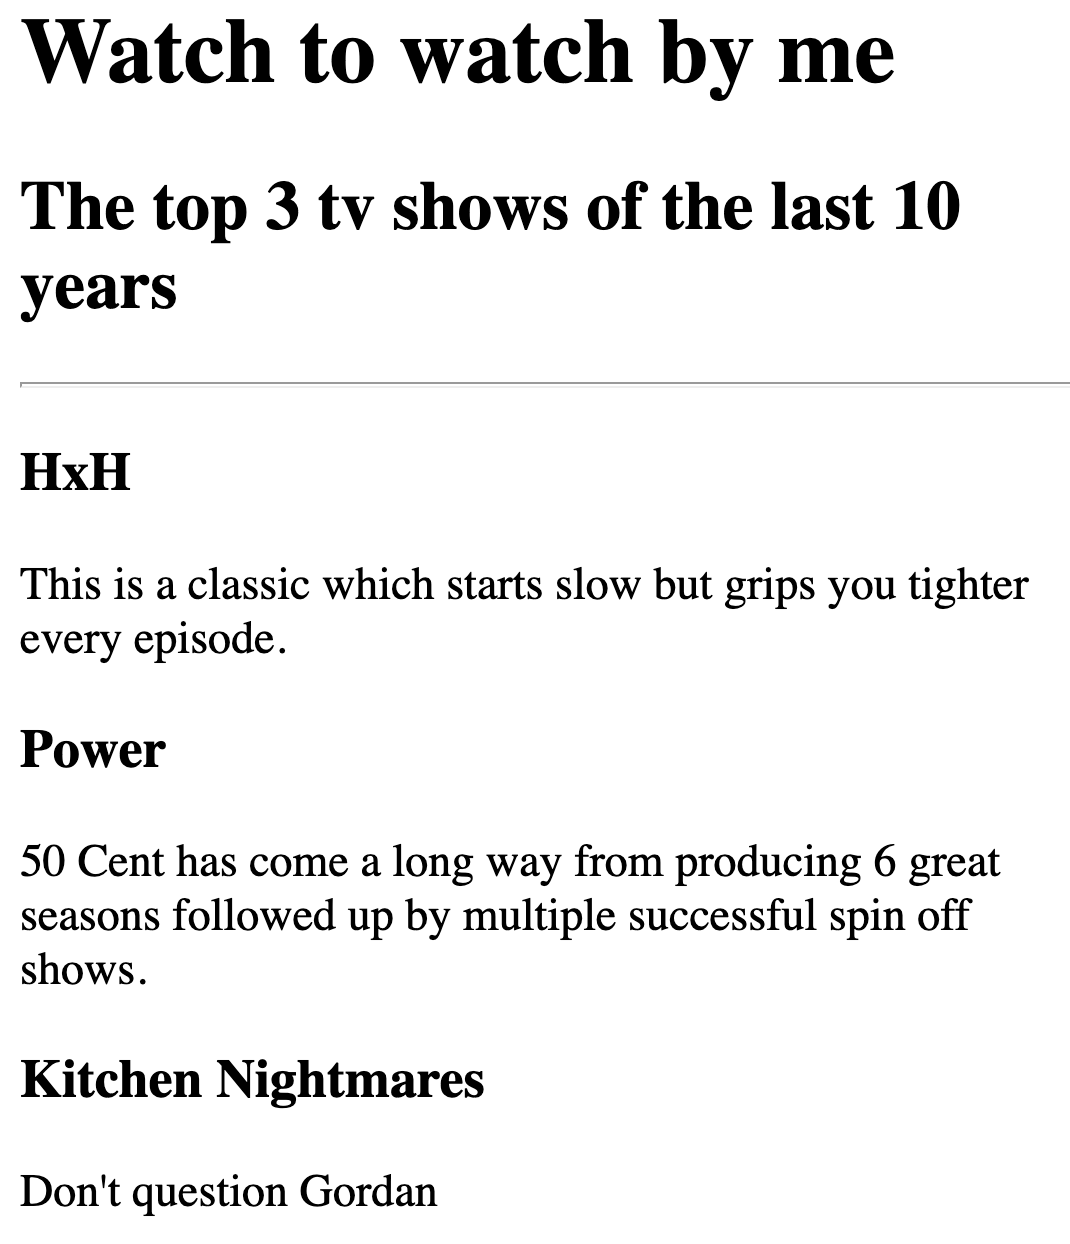 Watch to watch by me
The top 3 tv shows of the last 10
years
HxH
This is a classic which starts slow but grips you tighter
every episode.
Power
50 Cent has come a long way from producing 6 great
seasons followed up by multiple successful spin off
shows.
Kitchen Nightmares
Don't question Gordan